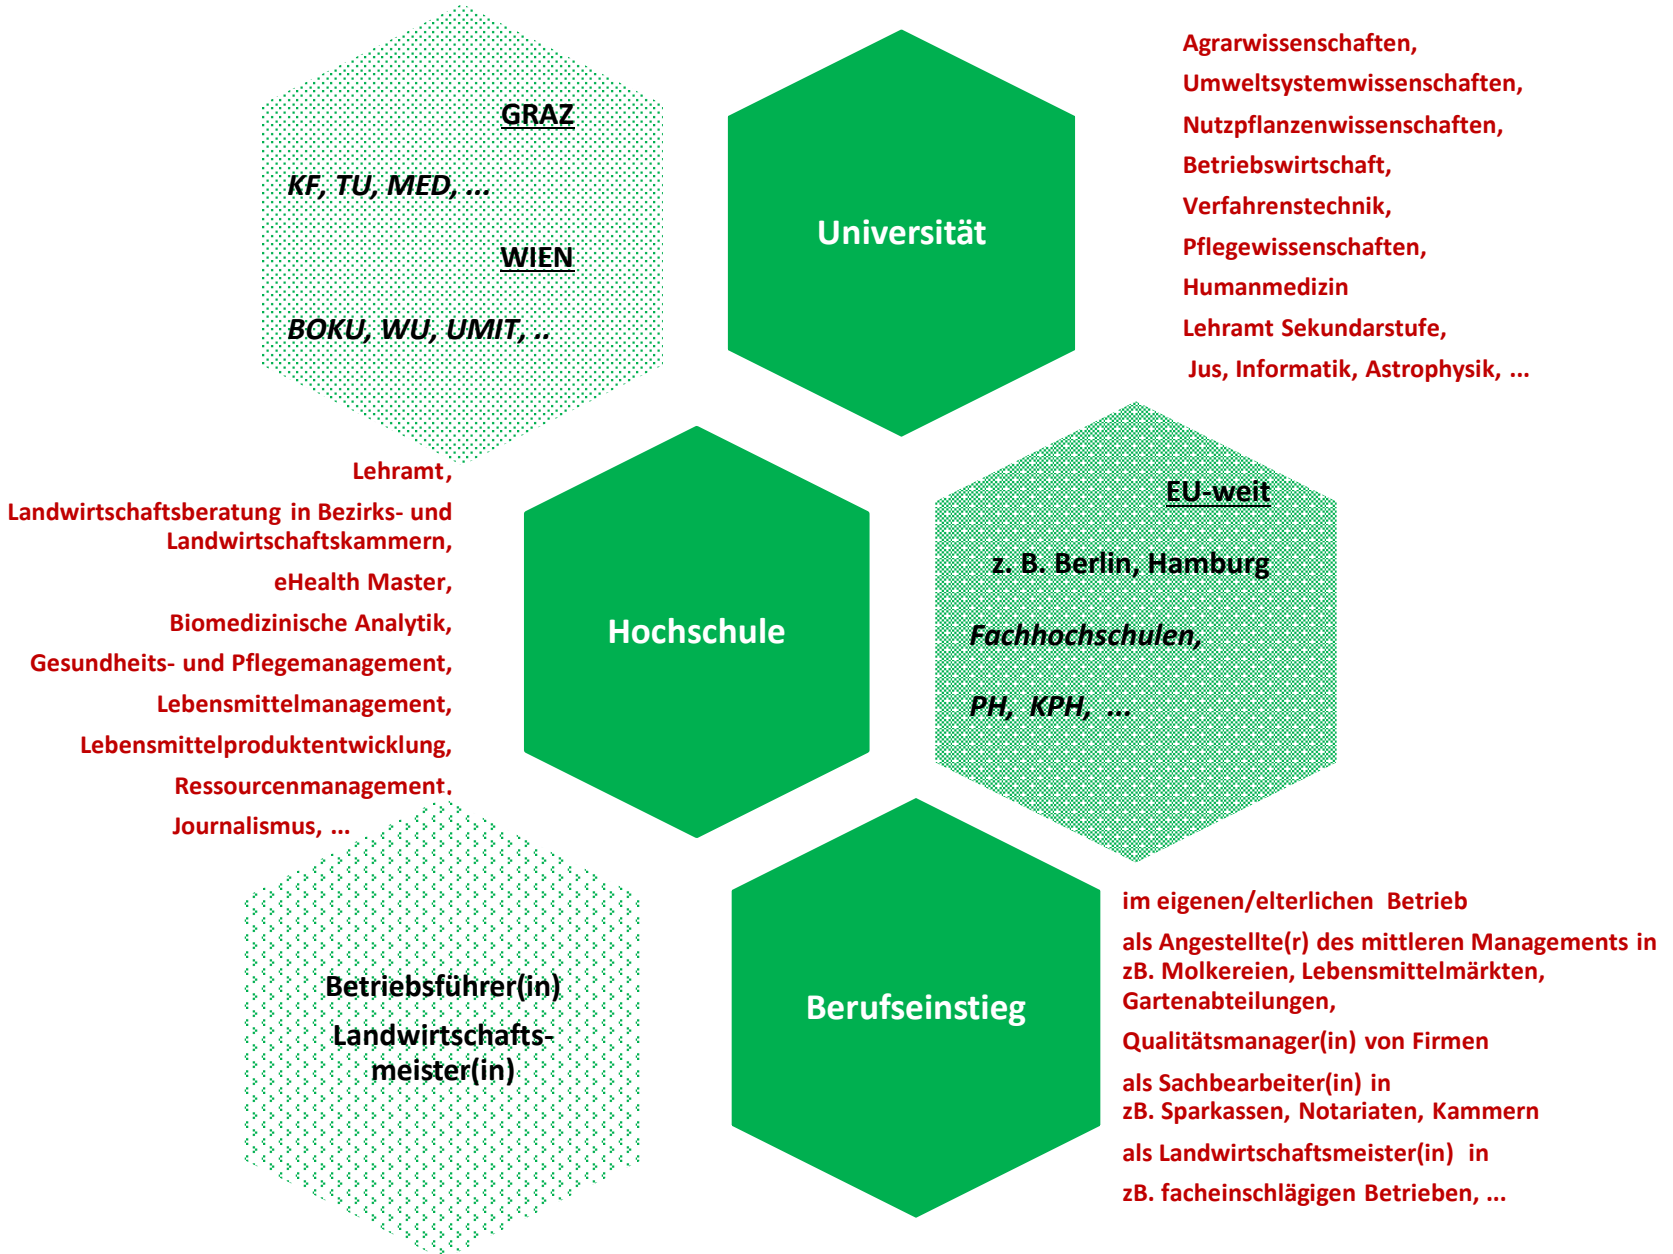 GRAZ
KF, TU, MED, ...
WIEN
BOKU, WU, UMIT, ..
Universität
Agrarwissenschaften,
Umweltsystemwissenschaften,
Nutzpflanzenwissenschaften,
Betriebswirtschaft,
Verfahrenstechnik,
Pflegewissenschaften,
Humanmedizin
Lehramt Sekundarstufe,
Jus, Informatik, Astrophysik, ...
Lehramt,
Landwirtschaftsberatung in Bezirks- und
Landwirtschaftskammern,
eHealth Master,
Biomedizinische Analytik,
Gesundheits- und Pflegemanagement,
Lebensmittelmanagement,
Lebensmittelproduktentwicklung,
Ressourcenmanagement,
Journalismus, ...
Hochschule
EU-weit
z. B. Berlin, Hamburg
Fachhochschulen,
PH, KPH, ...
Betriebsführer(in)
Landwirtschafts-
meister(in)
Berufseinstieg
im eigenen/elterlichen Betrieb
als Angestellte(r) des mittleren Managements in
zB. Molkereien, Lebensmittelmärkten,
Gartenabteilungen,
Qualitätsmanager(in) von Firmen
als Sachbearbeiter(in) in
zB. Sparkassen, Notariaten, Kammern
als Landwirtschaftsmeister(in) in
zB. facheinschlägigen Betrieben, ...